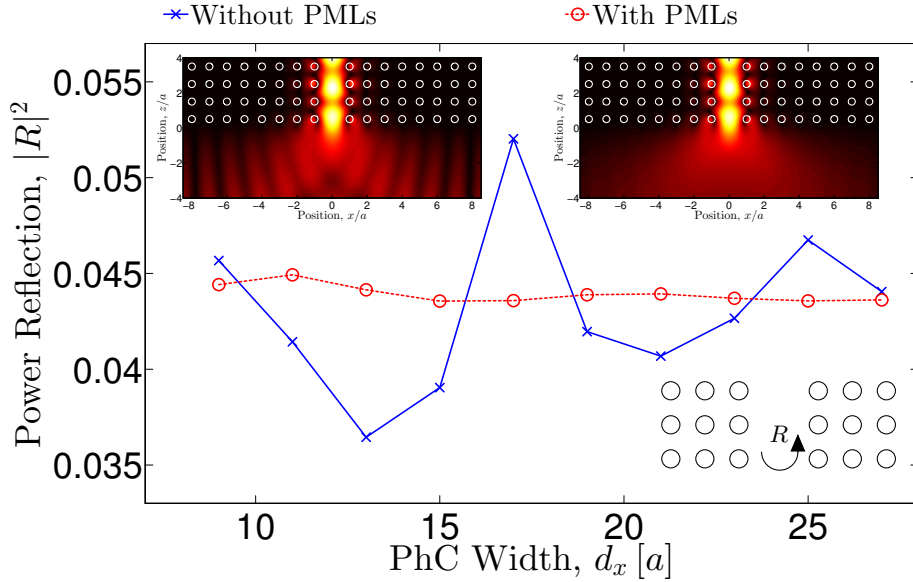 Without PMLs With PMLs
0.055
0.05
0.045
0.04
0.035
Power Reflection, |R|²
4
2
0
−2
−4
Position, z/a
−8 −6 −4 −2 0 2 4 6 8
Position, x/a
4
2
0
−2
−4
Position, z/a
−8 −6 −4 −2 0 2 4 6 8
Position, x/a
R
10 15 20 25
PhC Width, dₓ [a]